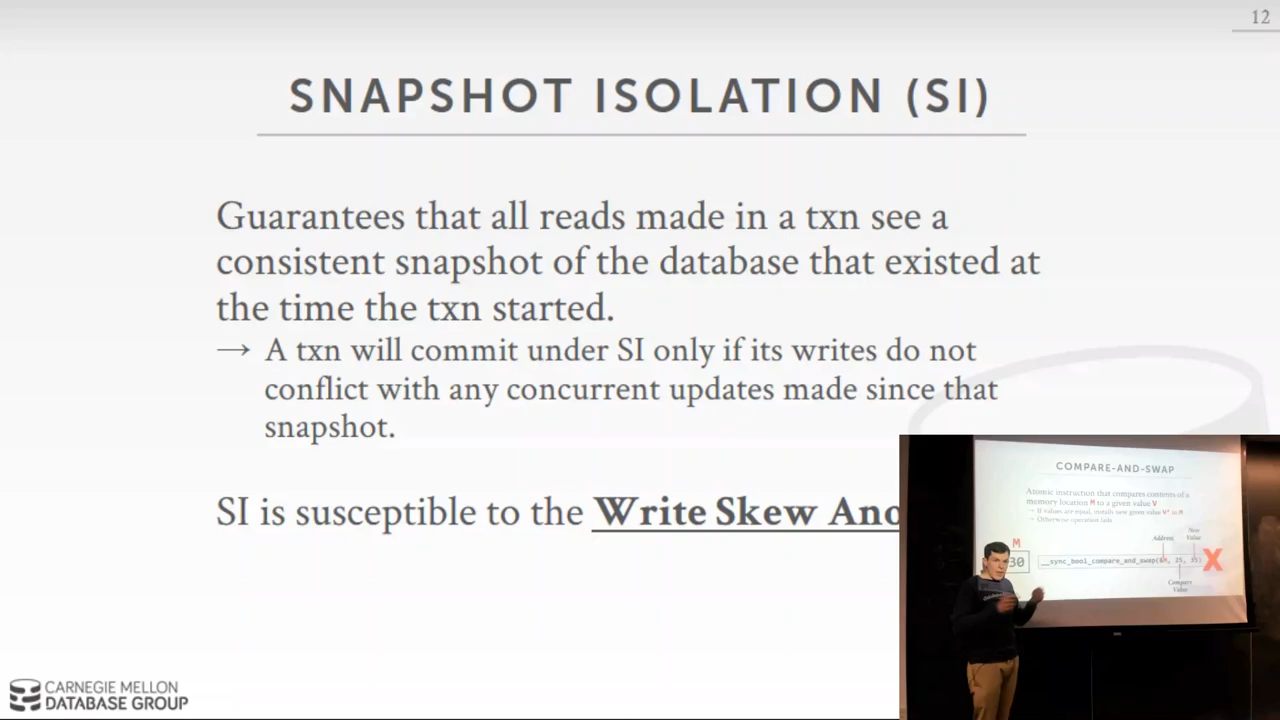 12
SNAPSHOT ISOLATION (SI)
Guarantees that all reads made in a txn see a
consistent snapshot of the database that existed at
the time the txn started.
→ A txn will commit under SI only if its writes do not
conflict with any concurrent updates made since that
snapshot.
SI is susceptible to the Write Skew Ano
COMPARE-AND-SWAP
Atomic instruction that compares contents of a
memory location M to a given value V
→ If values are equal, installs new given value V' in M
→ Otherwise operation fails
M
30
Address
New
Value
__sync_bool_compare_and_swap(&M, 25, 35)
X
Compare
Value
CARNEGIE MELLON
DATABASE GROUP